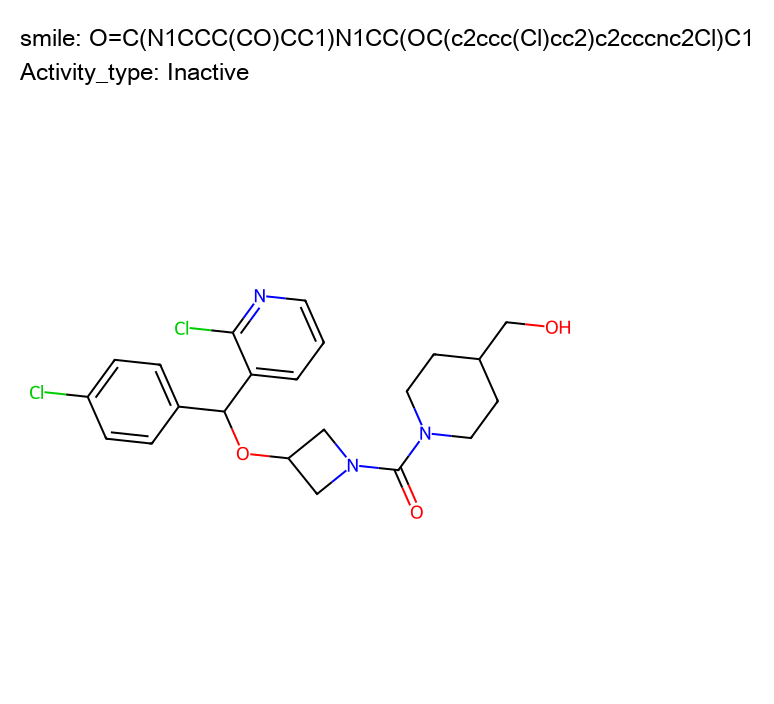 smile: O=C(N1CCC(CO)CC1)N1CC(OC(c2ccc(Cl)cc2)c2cccnc2Cl)C1
Activity_type: Inactive
N
Cl
OH
Cl
N
O
N
O